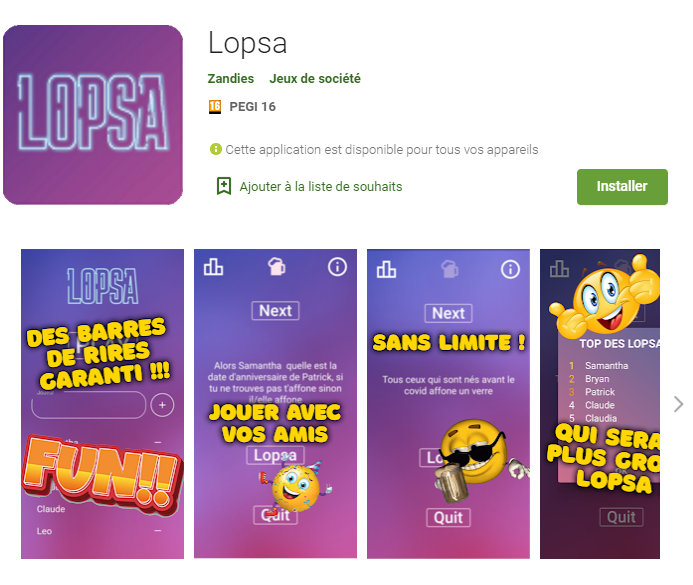 LOPSA
Lopsa
Zandies Jeux de société
16 PEGI 16
Cette application est disponible pour tous vos appareils
Ajouter à la liste de souhaits
Installer
LOPSA
DES BARRES
DE RIRES
GARANTI !!!
FUN!!
Claude
Leo
Next
Alors Samantha quelle est la
date d'anniversaire de Patrick, si
tu ne trouves pas t'affone sinon
il/elle affone
JOUER AVEC
VOS AMIS
Lopsa
Quit
Next
SANS LIMITE !
Tous ceux qui sont nés avant le
covid affone un verre
Lo
Quit
TOP DES LOPSA
1 Samantha
2 Bryan
3 Patrick
4 Claude
5 Claudia
QUI SERA
PLUS GRO
LOPSA
Quit